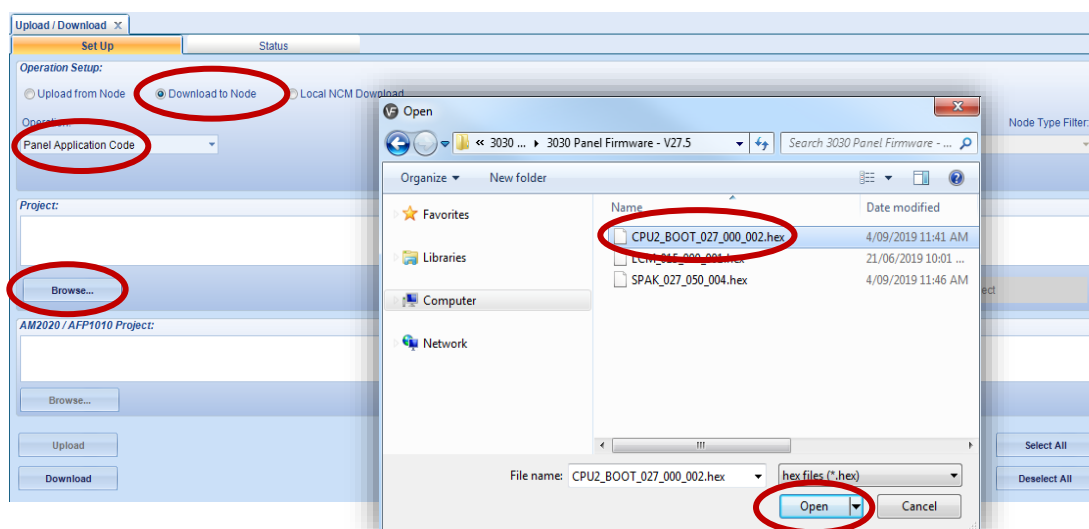 Upload / Download X
Set Up Status
Operation Setup:
Upload from Node Download to Node Local NCM Download
Operation:
Node Type Filter:
Panel Application Code
Project:
Browse...
AM2020 / AFP1010 Project:
Browse...
Upload
Select All
Download
Deselect All
VF Open
« 3030 ... ▸ 3030 Panel Firmware - V27.5
Search 3030 Panel Firmware - ...
Organize New folder
Name Date modified
Favorites
CPU2_BOOT_027_000_002.hex 4/09/2019 11:41 AM
Libraries
LCM_015_000_001.hex 21/06/2019 10:01 ...
SPAK_027_050_004.hex 4/09/2019 11:46 AM
Computer
Network
File name: CPU2_BOOT_027_000_002.hex hex files (*.hex)
Open Cancel